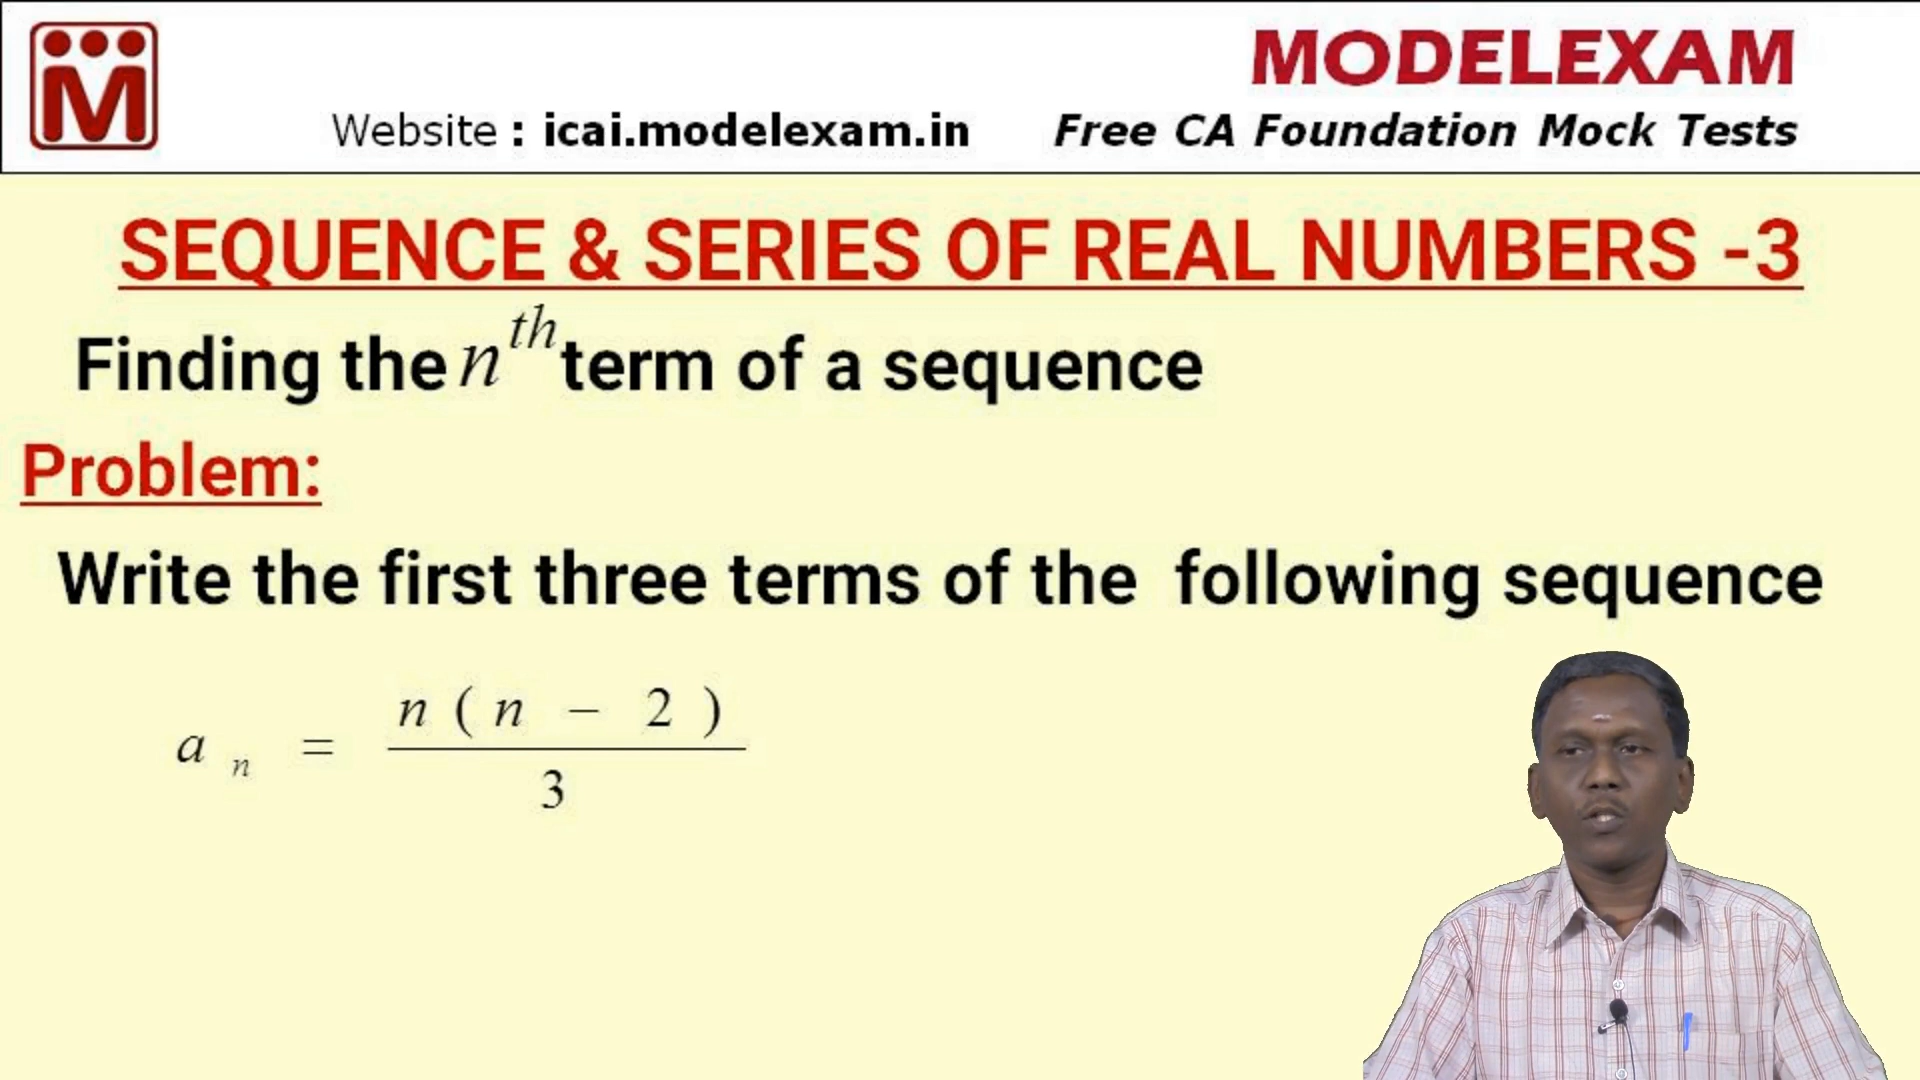 M
MODELEXAM
Website : icai.modelexam.in Free CA Foundation Mock Tests
SEQUENCE & SERIES OF REAL NUMBERS -3
Finding the n^th term of a sequence
Problem:
Write the first three terms of the following sequence
a_n = n ( n − 2 ) / 3